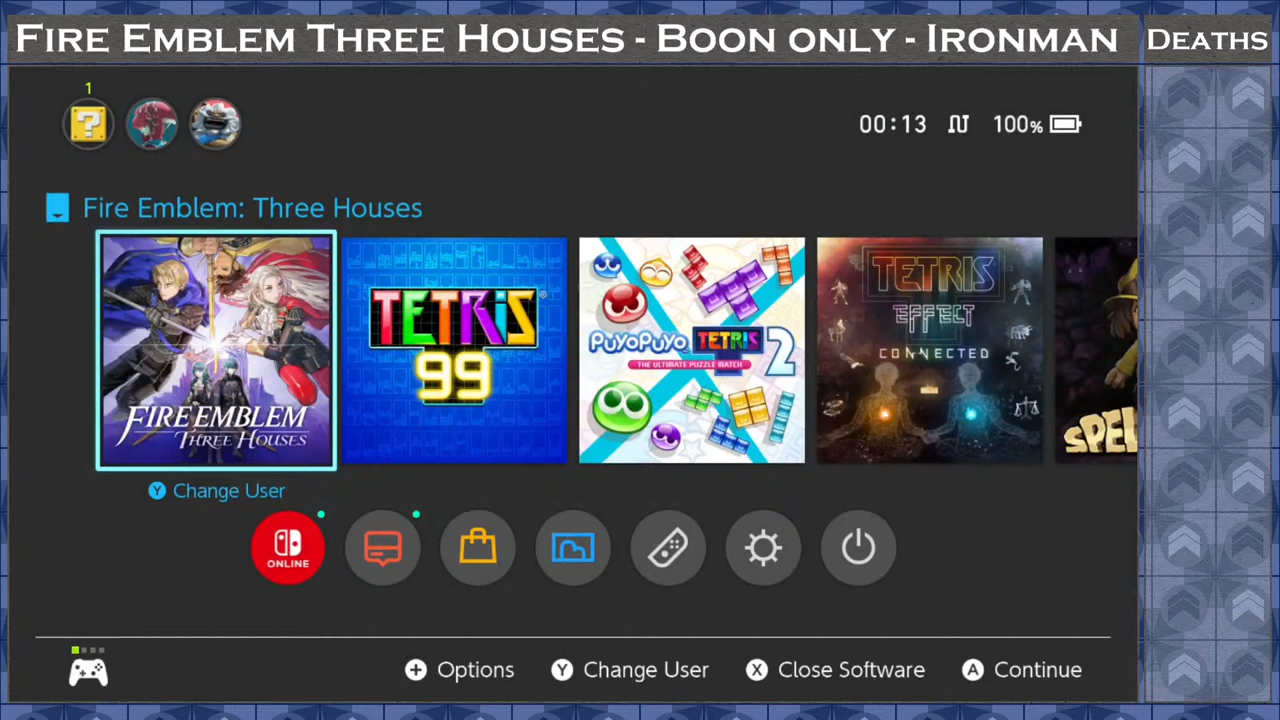 FIRE EMBLEM THREE HOUSES - BOON ONLY - IRONMAN
DEATHS
1
?
00:13 100%
Fire Emblem: Three Houses
FIRE EMBLEM
THREE HOUSES
TETRIS®
99
PUYOPUYO TETRIS 2
THE ULTIMATE PUZZLE MATCH
TETRIS
EFFECT
CONNECTED
SPEL
Y Change User
ONLINE
+ Options Y Change User X Close Software A Continue